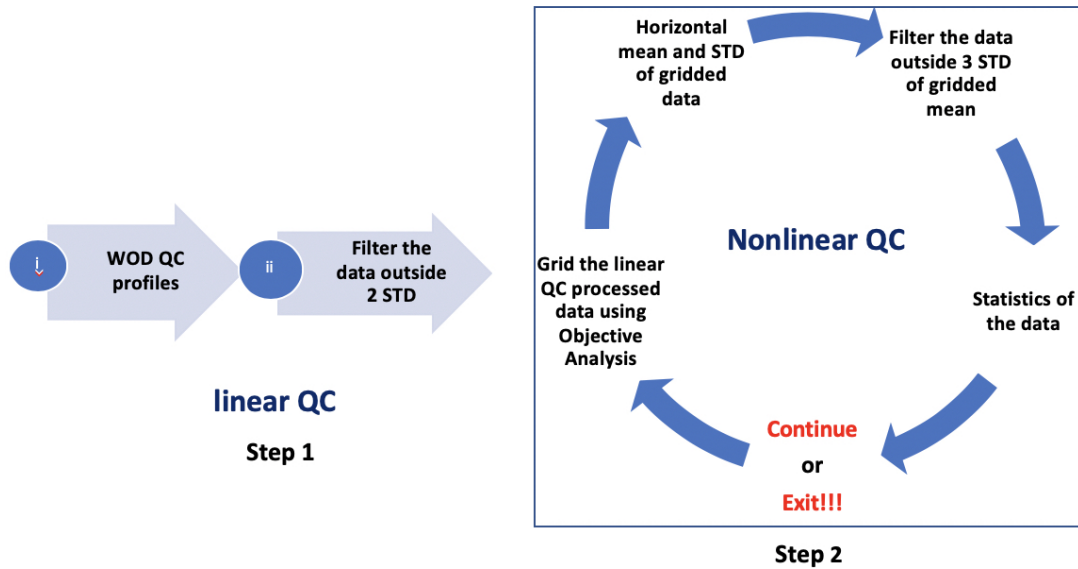 i
WOD QC
profiles
ii
Filter the
data outside
2 STD
linear QC
Step 1
Horizontal
mean and STD
of gridded
data
Filter the data
outside 3 STD
of gridded
mean
Nonlinear QC
Grid the linear
QC processed
data using
Objective
Analysis
Statistics of
the data
Continue
or
Exit!!!
Step 2